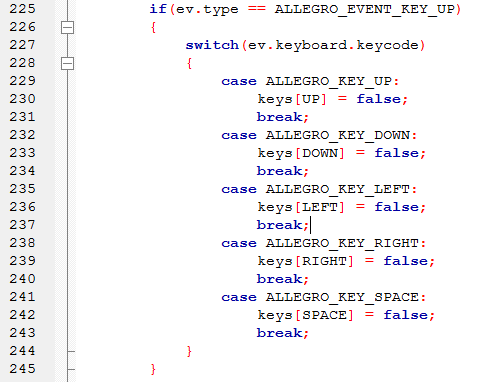 225 if(ev.type == ALLEGRO_EVENT_KEY_UP)
226 {
227 switch(ev.keyboard.keycode)
228 {
229 case ALLEGRO_KEY_UP:
230 keys[UP] = false;
231 break;
232 case ALLEGRO_KEY_DOWN:
233 keys[DOWN] = false;
234 break;
235 case ALLEGRO_KEY_LEFT:
236 keys[LEFT] = false;
237 break;
238 case ALLEGRO_KEY_RIGHT:
239 keys[RIGHT] = false;
240 break;
241 case ALLEGRO_KEY_SPACE:
242 keys[SPACE] = false;
243 break;
244 }
245 }